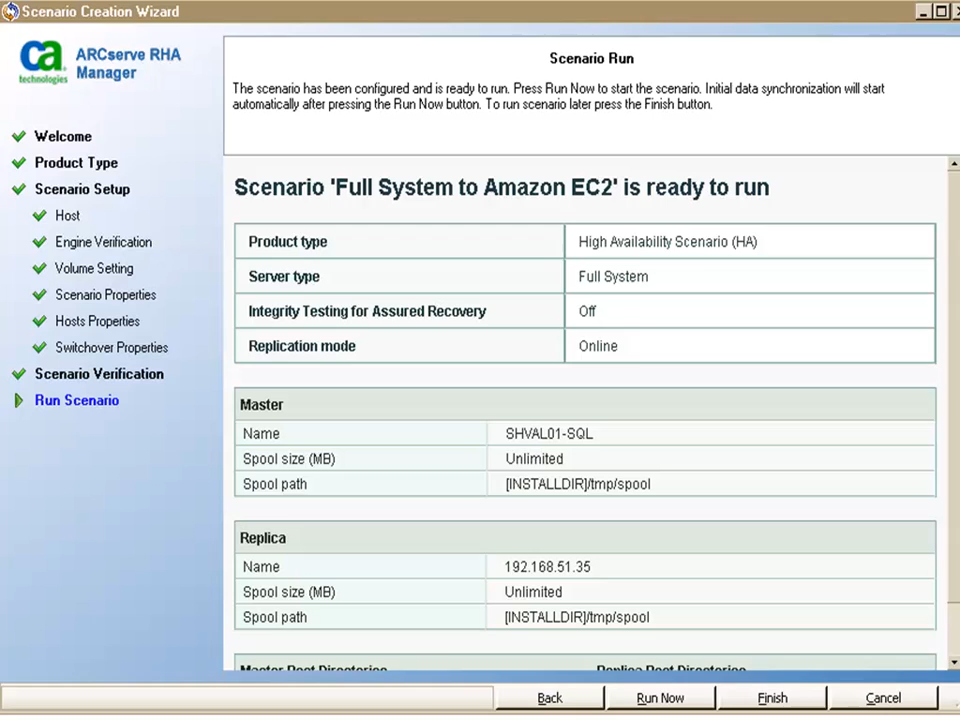 Scenario Creation Wizard
ca
technologies
ARCserve RHA
Manager
Welcome
Product Type
Scenario Setup
Host
Engine Verification
Volume Setting
Scenario Properties
Hosts Properties
Switchover Properties
Scenario Verification
Run Scenario
Scenario Run
The scenario has been configured and is ready to run. Press Run Now to start the scenario. Initial data synchronization will start
automatically after pressing the Run Now button. To run scenario later press the Finish button.
Scenario 'Full System to Amazon EC2' is ready to run
Product type High Availability Scenario (HA)
Server type Full System
Integrity Testing for Assured Recovery Off
Replication mode Online
Master
Name SHVAL01-SQL
Spool size (MB) Unlimited
Spool path [INSTALLDIR]/tmp/spool
Replica
Name 192.168.51.35
Spool size (MB) Unlimited
Spool path [INSTALLDIR]/tmp/spool
Master Root Directories Replica Root Directories
Back Run Now Finish Cancel